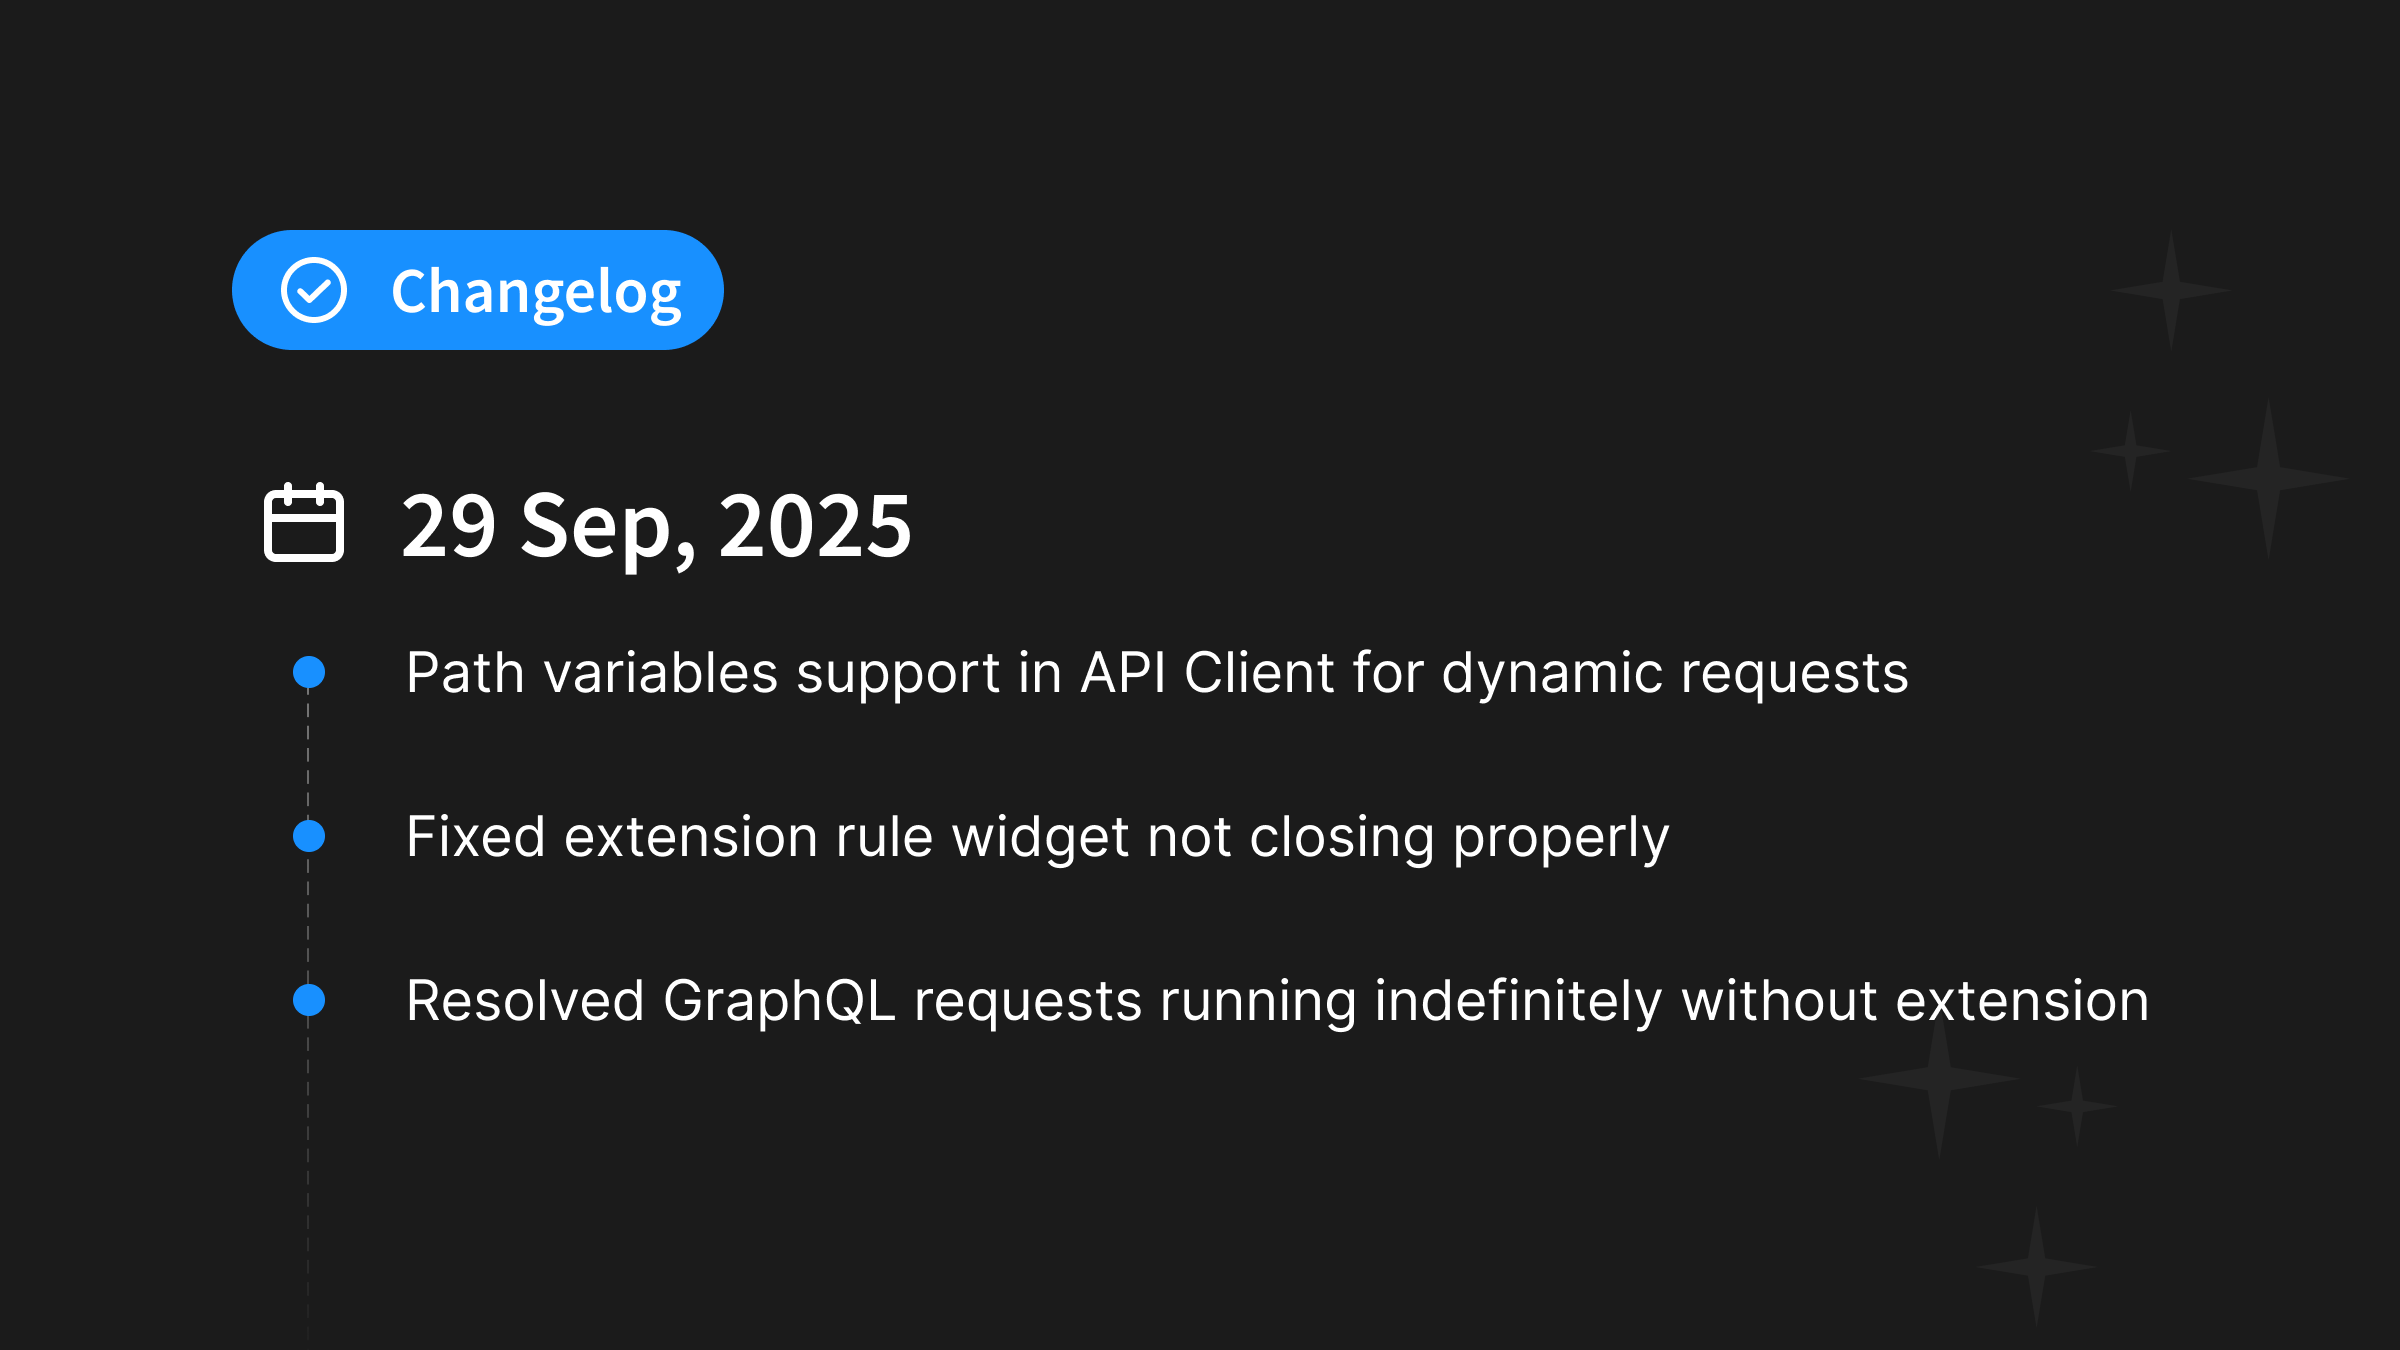 Changelog
29 Sep, 2025
Path variables support in API Client for dynamic requests
Fixed extension rule widget not closing properly
Resolved GraphQL requests running indefinitely without extension